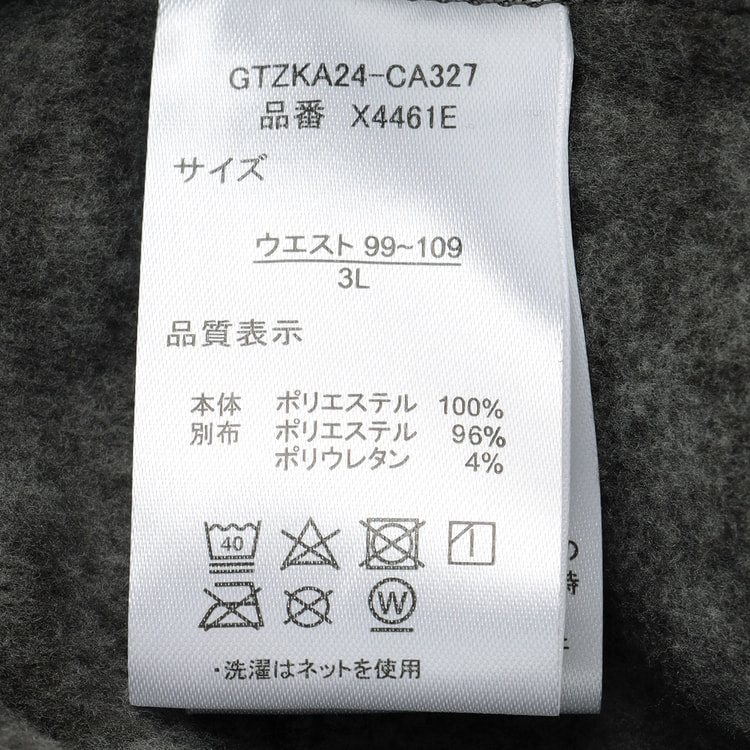 GTZKA24-CA327
品番 X4461E
サイズ
ウエスト 99~109
3L
品質表示
本体 ポリエステル 100%
別布 ポリエステル 96%
ポリウレタン 4%
40
W
・洗濯はネットを使用
の